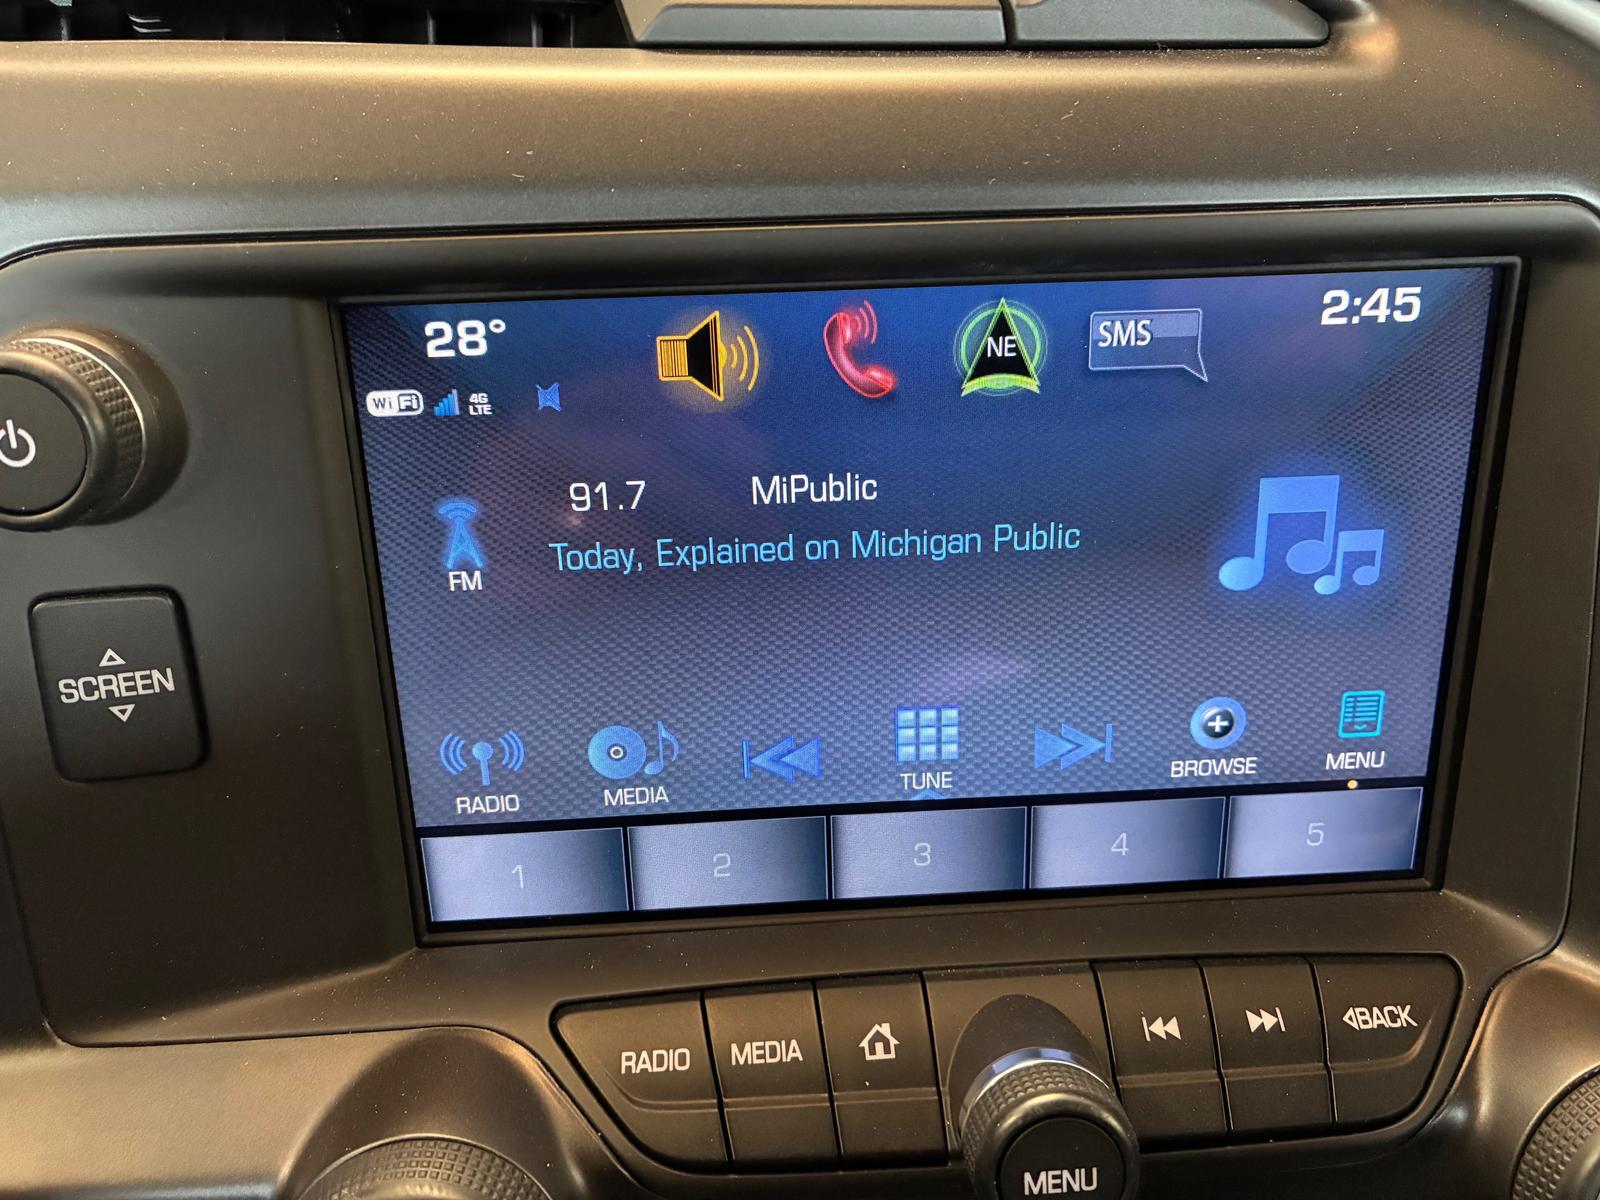 28°
NE
SMS
2:45
WiFi
4G
LTE
91.7 MiPublic
FM
Today, Explained on Michigan Public
SCREEN
RADIO
MEDIA
TUNE
BROWSE
MENU
1 2 3 4 5
RADIO MEDIA BACK
MENU